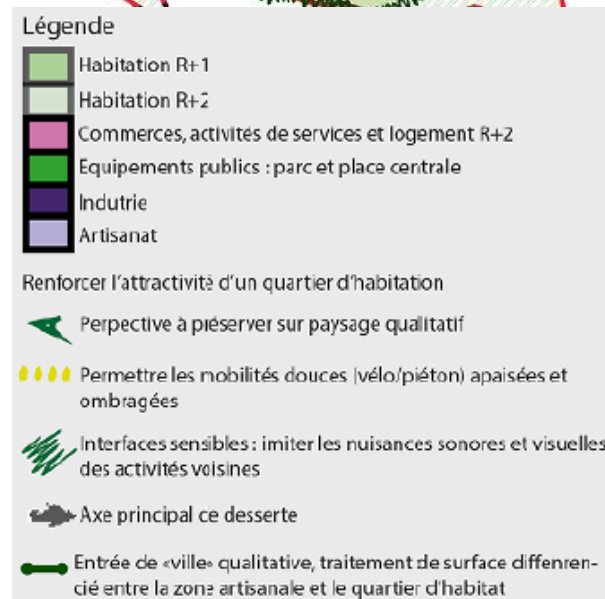 Légende
Habitation R+1
Habitation R+2
Commerces, activités de services et logement R+2
Equipements publics : parc et place centrale
Indutrie
Artisanat
Renforcer l'attractivité d'un quartier d'habitation
Perpective à préserver sur paysage qualitatif
Permettre les mobilités douces (vélo/piéton) apaisées et
ombragées
Interfaces sensibles : imiter les nuisances sonores et visuelles
des activités voisines
Axe principal ce desserte
Entrée de «ville» qualitative, traitement de surface differen-
cié entre la zone artisanale et le quartier d'habitat